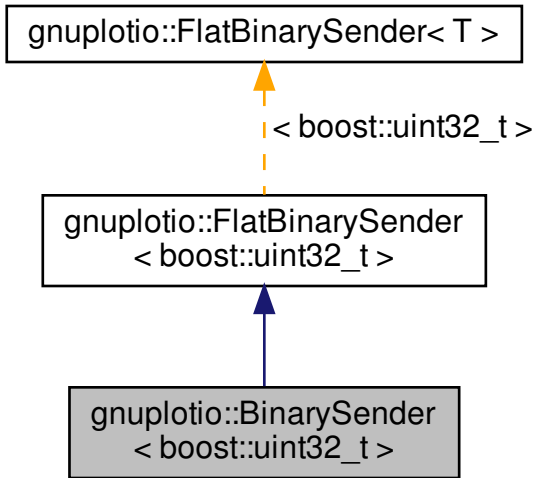 gnuplotio::FlatBinarySender< T >
< boost::uint32_t >
gnuplotio::FlatBinarySender
< boost::uint32_t >
gnuplotio::BinarySender
< boost::uint32_t >